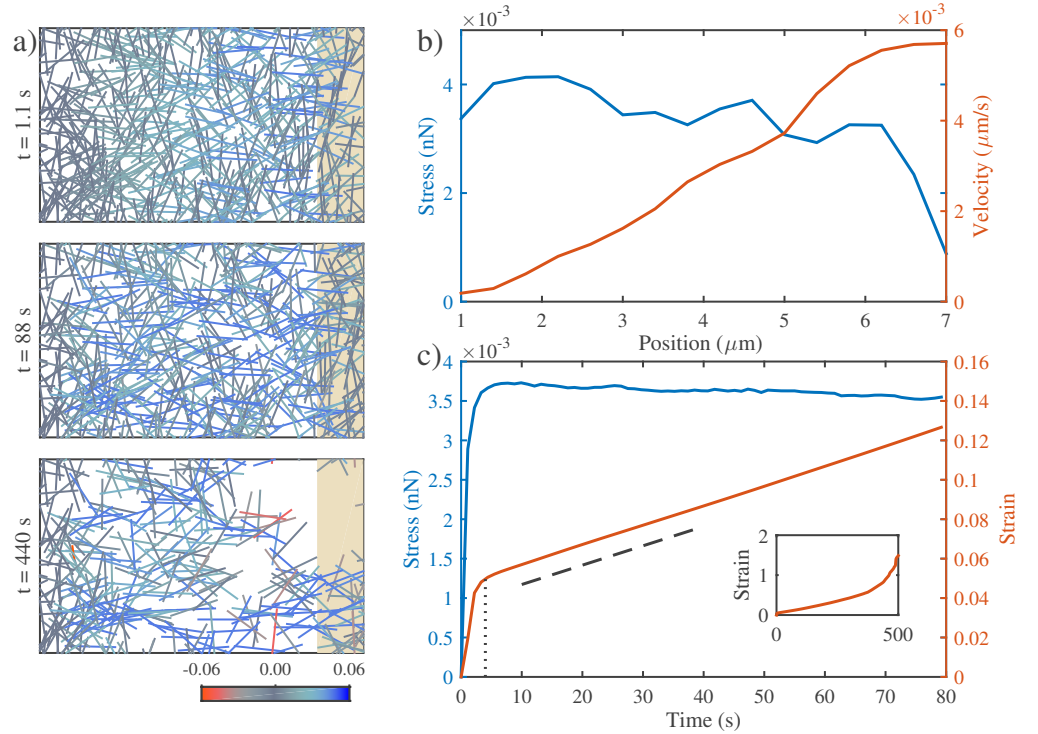 a)
t = 1.1 s
t = 88 s
t = 440 s
-0.06 0.00 0.06
b)
×10⁻³ ×10⁻³
Stress (nN)
0 2 4
Velocity (μm/s)
0 2 4 6
1 2 3 4 5 6 7
Position (μm)
c)
×10⁻³
Stress (nN)
0 0.5 1 1.5 2 2.5 3 3.5 4
Strain
0 0.02 0.04 0.06 0.08 0.1 0.12 0.14 0.16
0 10 20 30 40 50 60 70 80
Time (s)
Strain
0 1 2
0 500